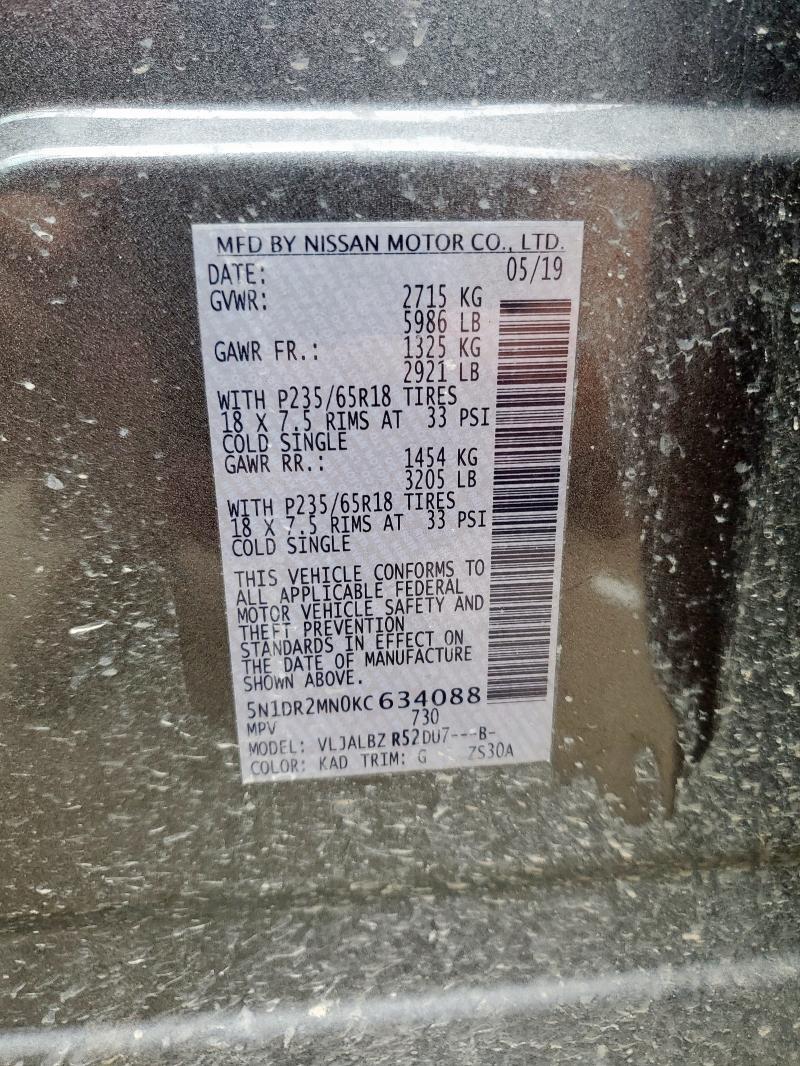 MFD BY NISSAN MOTOR CO., LTD.
DATE: 05/19
GVWR: 2715 KG
5986 LB
GAWR FR.: 1325 KG
2921 LB
WITH P235/65R18 TIRES
18 X 7.5 RIMS AT 33 PSI
COLD SINGLE
GAWR RR.: 1454 KG
3205 LB
WITH P235/65R18 TIRES
18 X 7.5 RIMS AT 33 PSI
COLD SINGLE
THIS VEHICLE CONFORMS TO
ALL APPLICABLE FEDERAL
MOTOR VEHICLE SAFETY AND
THEFT PREVENTION
STANDARDS IN EFFECT ON
THE DATE OF MANUFACTURE
SHOWN ABOVE.
5N1DR2MN0KC634088
MPV 730
MODEL: VLJALBZ R52DU7---B-
COLOR: KAD TRIM: G ZS30A